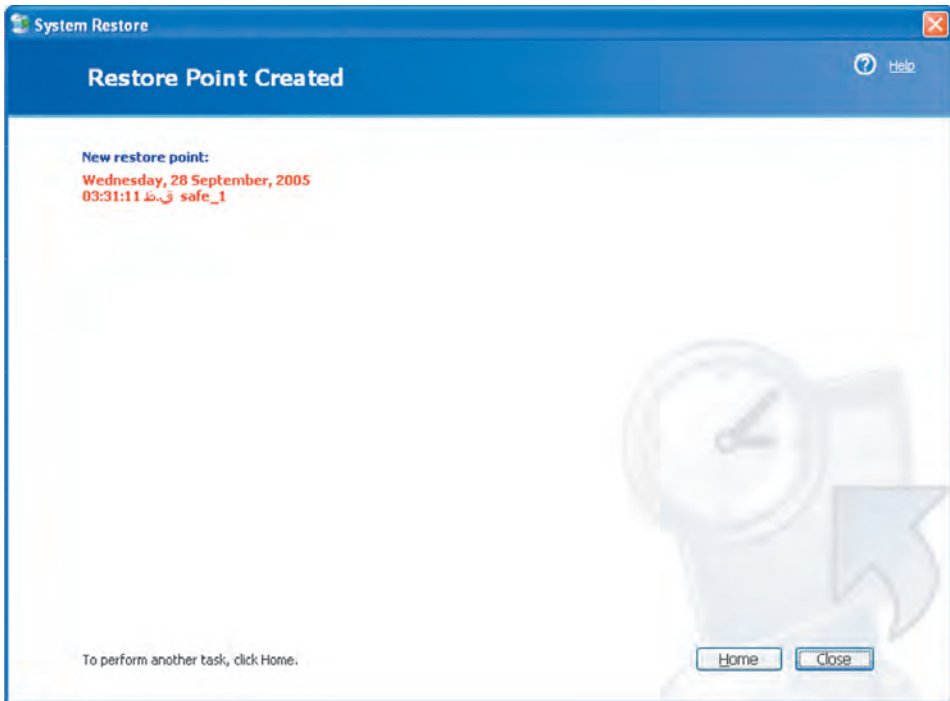 System Restore
Restore Point Created
Help
New restore point:
Wednesday, 28 September, 2005
03:31:11 ق.ظ safe_1
To perform another task, click Home.
Home
Close